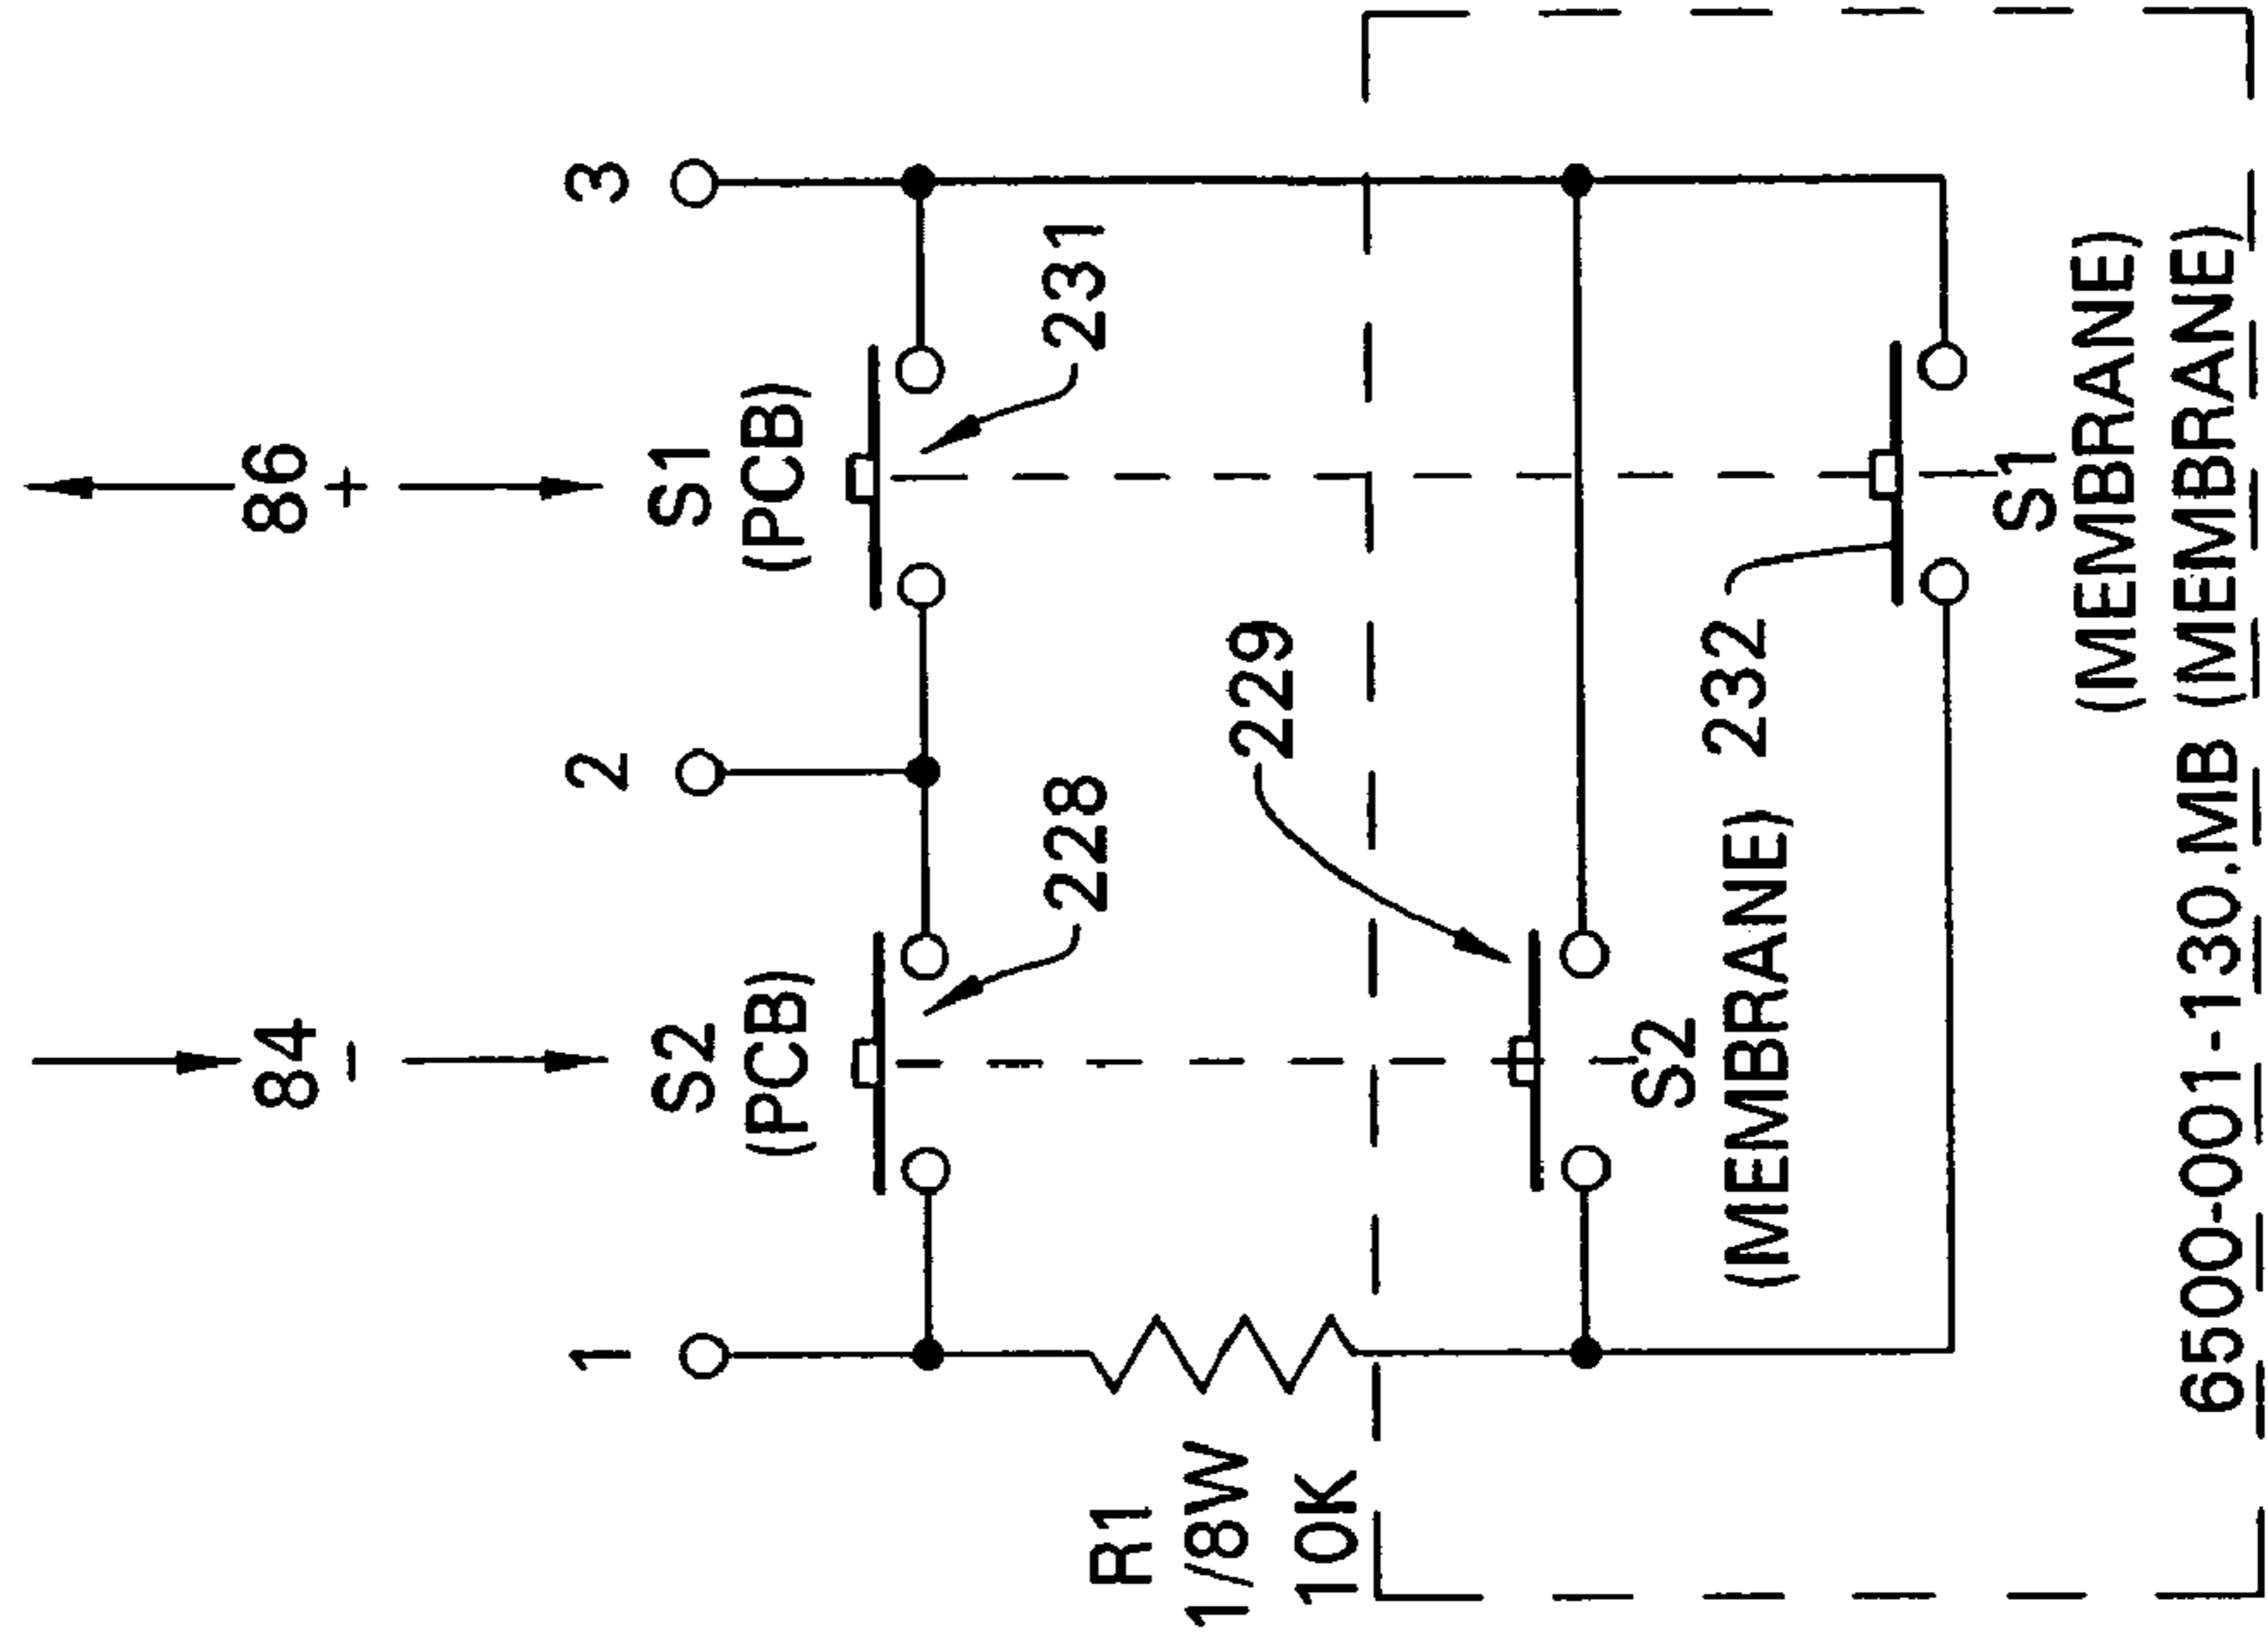 84
86
-
+
1
2
3
S2
S1
(PCB)
(PCB)
228
231
R1
1/8W
10K
229
S2
(MEMBRANE)
232
S1
(MEMBRANE)
6500-001-130.MB (MEMBRANE)